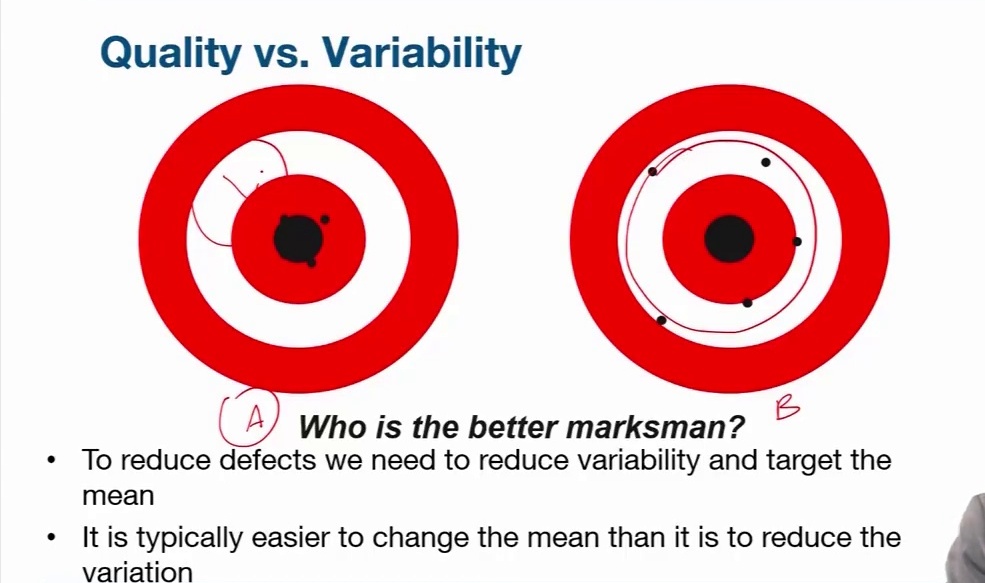 Quality vs. Variability
A
B
Who is the better marksman?
• To reduce defects we need to reduce variability and target the
mean
• It is typically easier to change the mean than it is to reduce the
variation